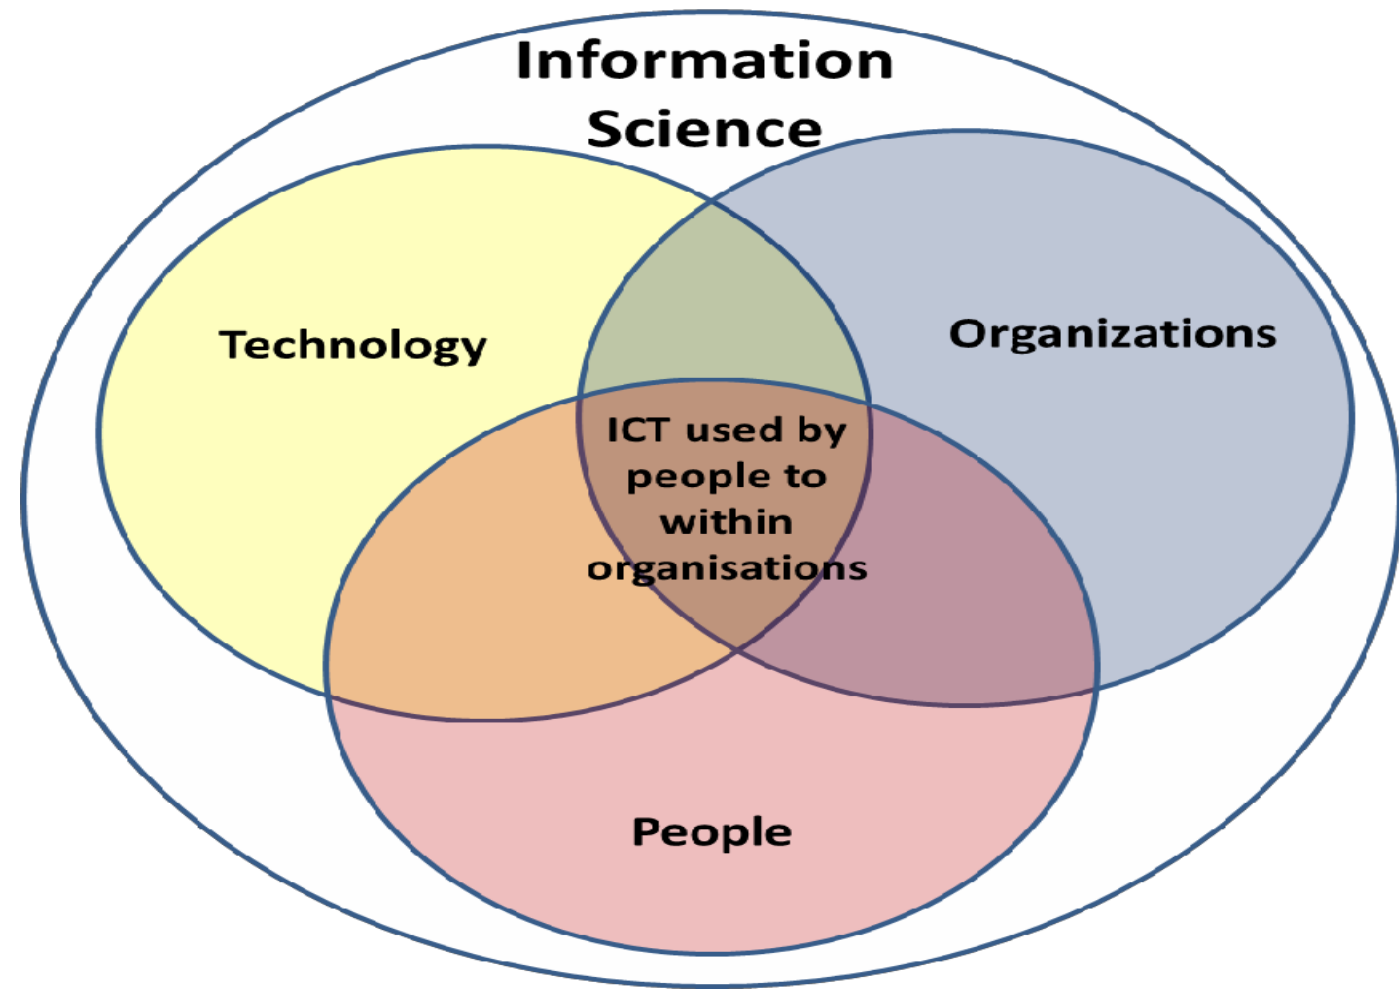 Information
Science
Technology
Organizations
ICT used by
people to
within
organisations
People